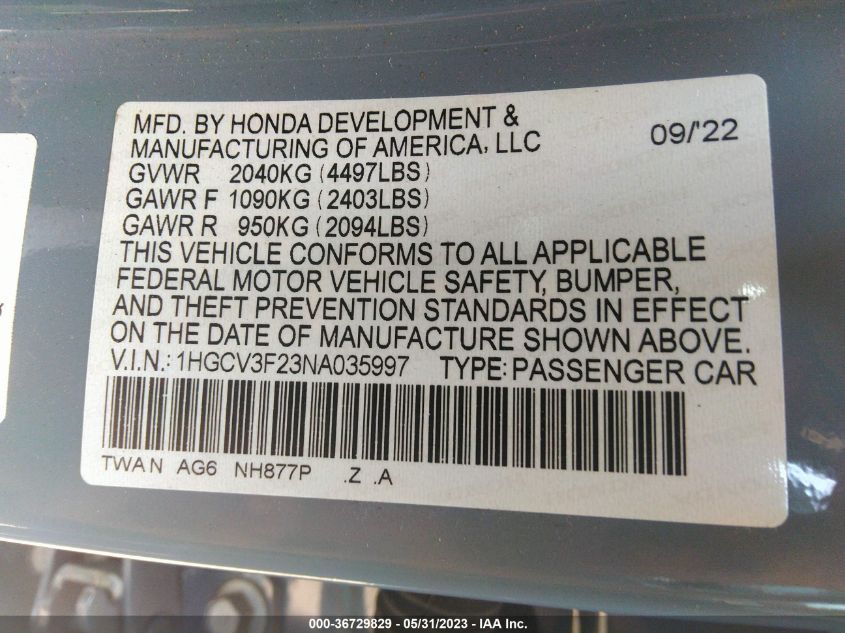 MFD. BY HONDA DEVELOPMENT &
MANUFACTURING OF AMERICA, LLC 09/'22
GVWR 2040KG (4497LBS)
GAWR F 1090KG (2403LBS)
GAWR R 950KG (2094LBS)
THIS VEHICLE CONFORMS TO ALL APPLICABLE
FEDERAL MOTOR VEHICLE SAFETY, BUMPER,
AND THEFT PREVENTION STANDARDS IN EFFECT
ON THE DATE OF MANUFACTURE SHOWN ABOVE.
V.I.N.: 1HGCV3F23NA035997 TYPE: PASSENGER CAR
TWA N AG6 NH877P .Z .A
000-36729829 - 05/31/2023 - IAA Inc.